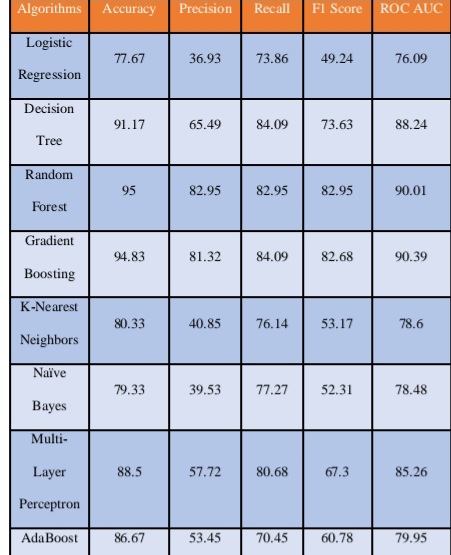 Algorithms Accuracy Precision Recall F1 Score ROC AUC
Logistic
Regression 77.67 36.93 73.86 49.24 76.09
Decision
Tree 91.17 65.49 84.09 73.63 88.24
Random
Forest 95 82.95 82.95 82.95 90.01
Gradient
Boosting 94.83 81.32 84.09 82.68 90.39
K-Nearest
Neighbors 80.33 40.85 76.14 53.17 78.6
Naïve
Bayes 79.33 39.53 77.27 52.31 78.48
Multi-
Layer 88.5 57.72 80.68 67.3 85.26
Perceptron
AdaBoost 86.67 53.45 70.45 60.78 79.95